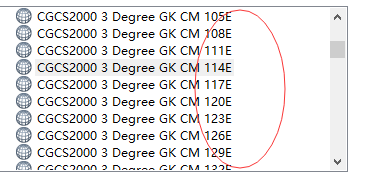 CGCS2000 3 Degree GK CM 105E
CGCS2000 3 Degree GK CM 108E
CGCS2000 3 Degree GK CM 111E
CGCS2000 3 Degree GK CM 114E
CGCS2000 3 Degree GK CM 117E
CGCS2000 3 Degree GK CM 120E
CGCS2000 3 Degree GK CM 123E
CGCS2000 3 Degree GK CM 126E
CGCS2000 3 Degree GK CM 129E
CGCS2000 3 Degree GK CM 132E